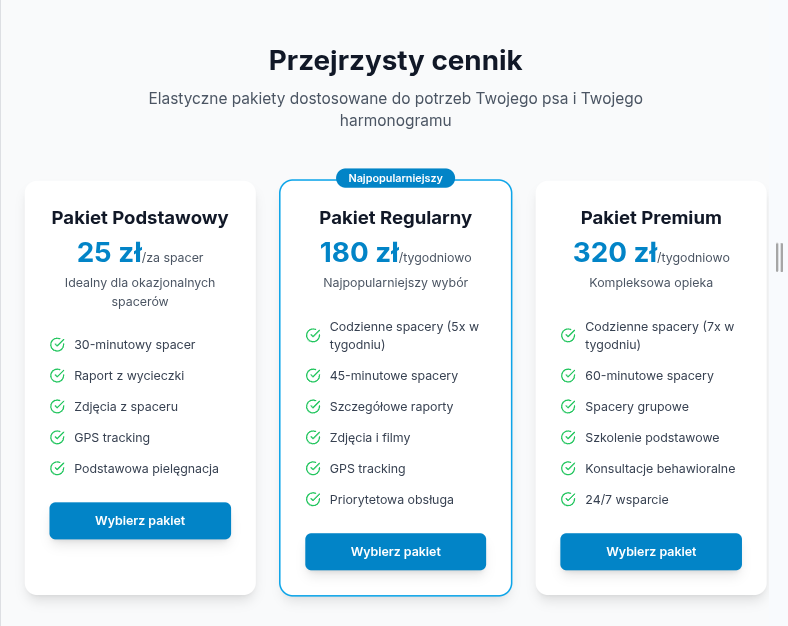 Przejrzysty cennik
Elastyczne pakiety dostosowane do potrzeb Twojego psa i Twojego
harmonogramu
Pakiet Podstawowy
25 zł/za spacer
Idealny dla okazjonalnych
spacerów
30-minutowy spacer
Raport z wycieczki
Zdjęcia z spaceru
GPS tracking
Podstawowa pielęgnacja
Wybierz pakiet
Najpopularniejszy
Pakiet Regularny
180 zł/tygodniowo
Najpopularniejszy wybór
Codzienne spacery (5x w
tygodniu)
45-minutowe spacery
Szczegółowe raporty
Zdjęcia i filmy
GPS tracking
Priorytetowa obsługa
Wybierz pakiet
Pakiet Premium
320 zł/tygodniowo
Kompleksowa opieka
Codzienne spacery (7x w
tygodniu)
60-minutowe spacery
Spacery grupowe
Szkolenie podstawowe
Konsultacje behawioralne
24/7 wsparcie
Wybierz pakiet